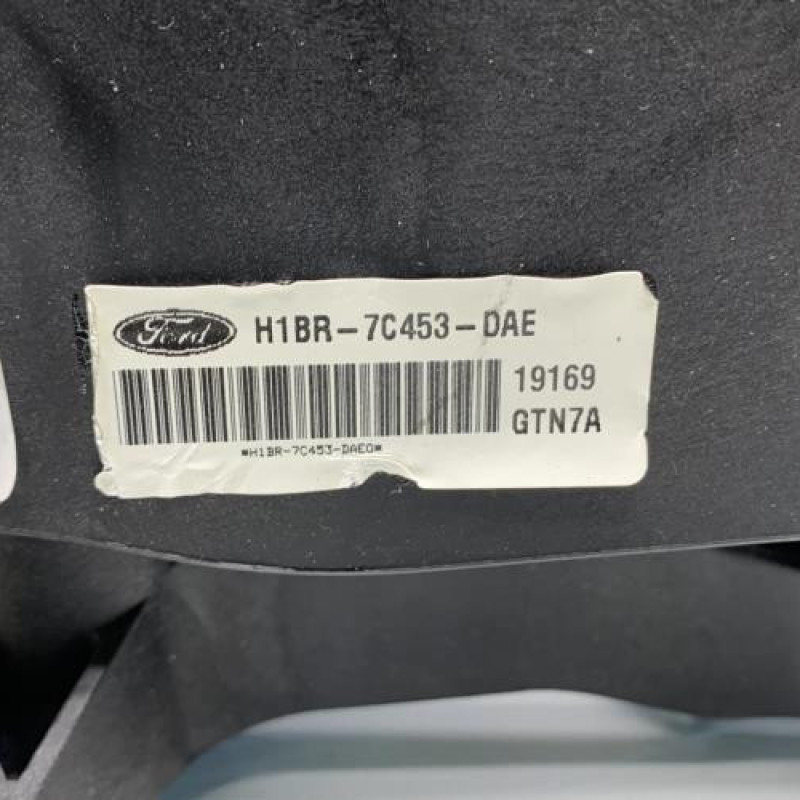 Ford H1BR-7C453-DAE
19169
GTN7A
*H1BR-7C453-DAE0*